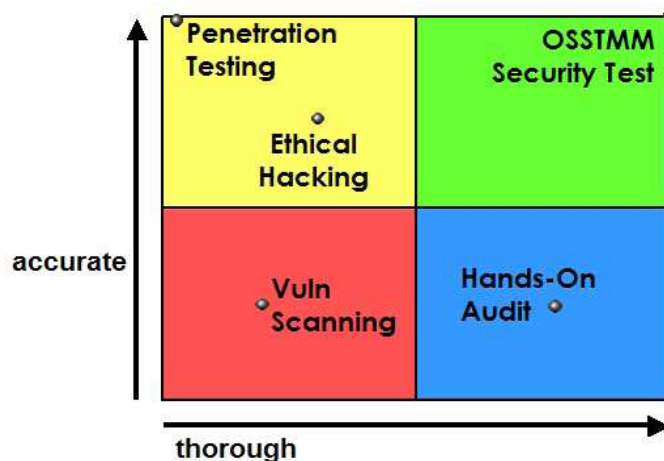 Penetration
Testing
OSSTMM
Security Test
Ethical
Hacking
accurate
Vuln
Scanning
Hands-On
Audit
thorough